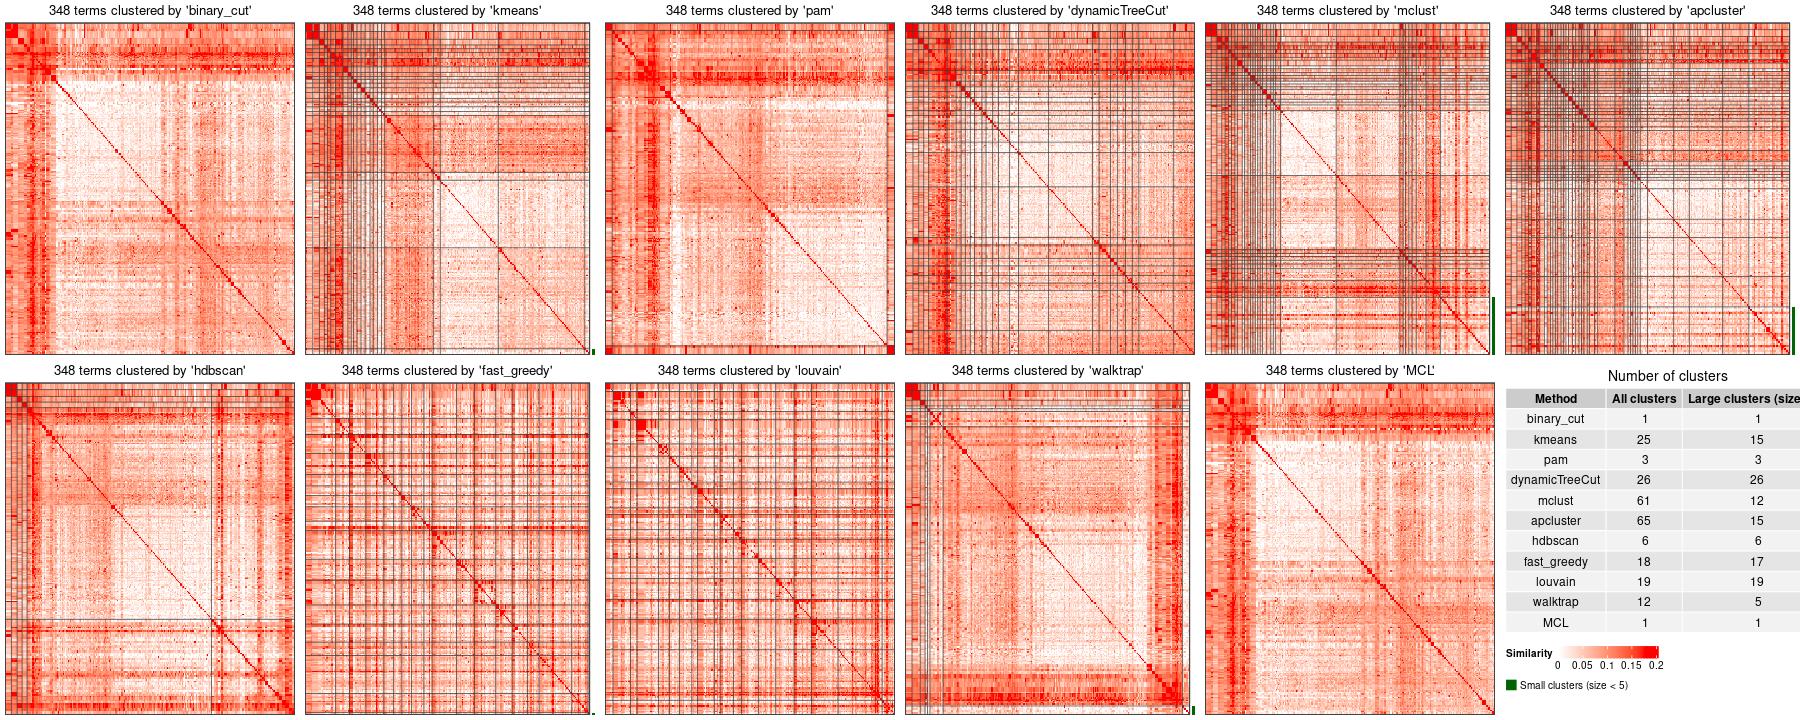 348 terms clustered by 'binary_cut'
348 terms clustered by 'kmeans'
348 terms clustered by 'pam'
348 terms clustered by 'dynamicTreeCut'
348 terms clustered by 'mclust'
348 terms clustered by 'apcluster'
348 terms clustered by 'hdbscan'
348 terms clustered by 'fast_greedy'
348 terms clustered by 'louvain'
348 terms clustered by 'walktrap'
348 terms clustered by 'MCL'
Number of clusters
Method All clusters Large clusters (size
binary_cut 1 1
kmeans 25 15
pam 3 3
dynamicTreeCut 26 26
mclust 61 12
apcluster 65 15
hdbscan 6 6
fast_greedy 18 17
louvain 19 19
walktrap 12 5
MCL 1 1
Similarity
0 0.05 0.1 0.15 0.2
Small clusters (size < 5)